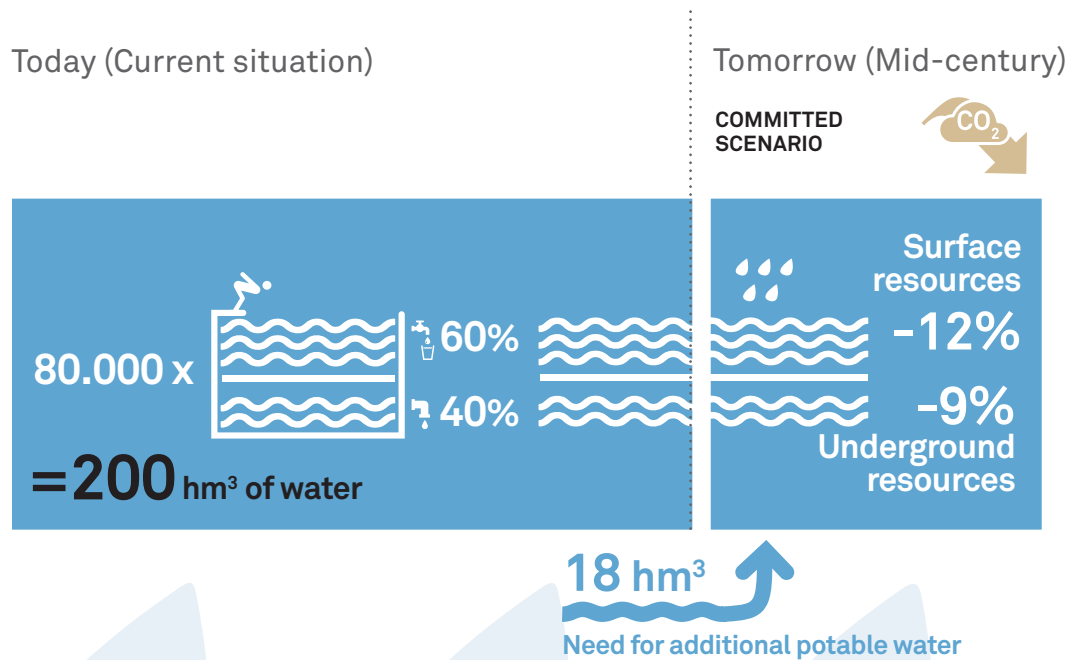 Today (Current situation)
Tomorrow (Mid-century)
COMMITTED
SCENARIO
CO₂
80.000 x
60%
40%
=200 hm³ of water
Surface
resources
-12%
-9%
Underground
resources
18 hm³
Need for additional potable water